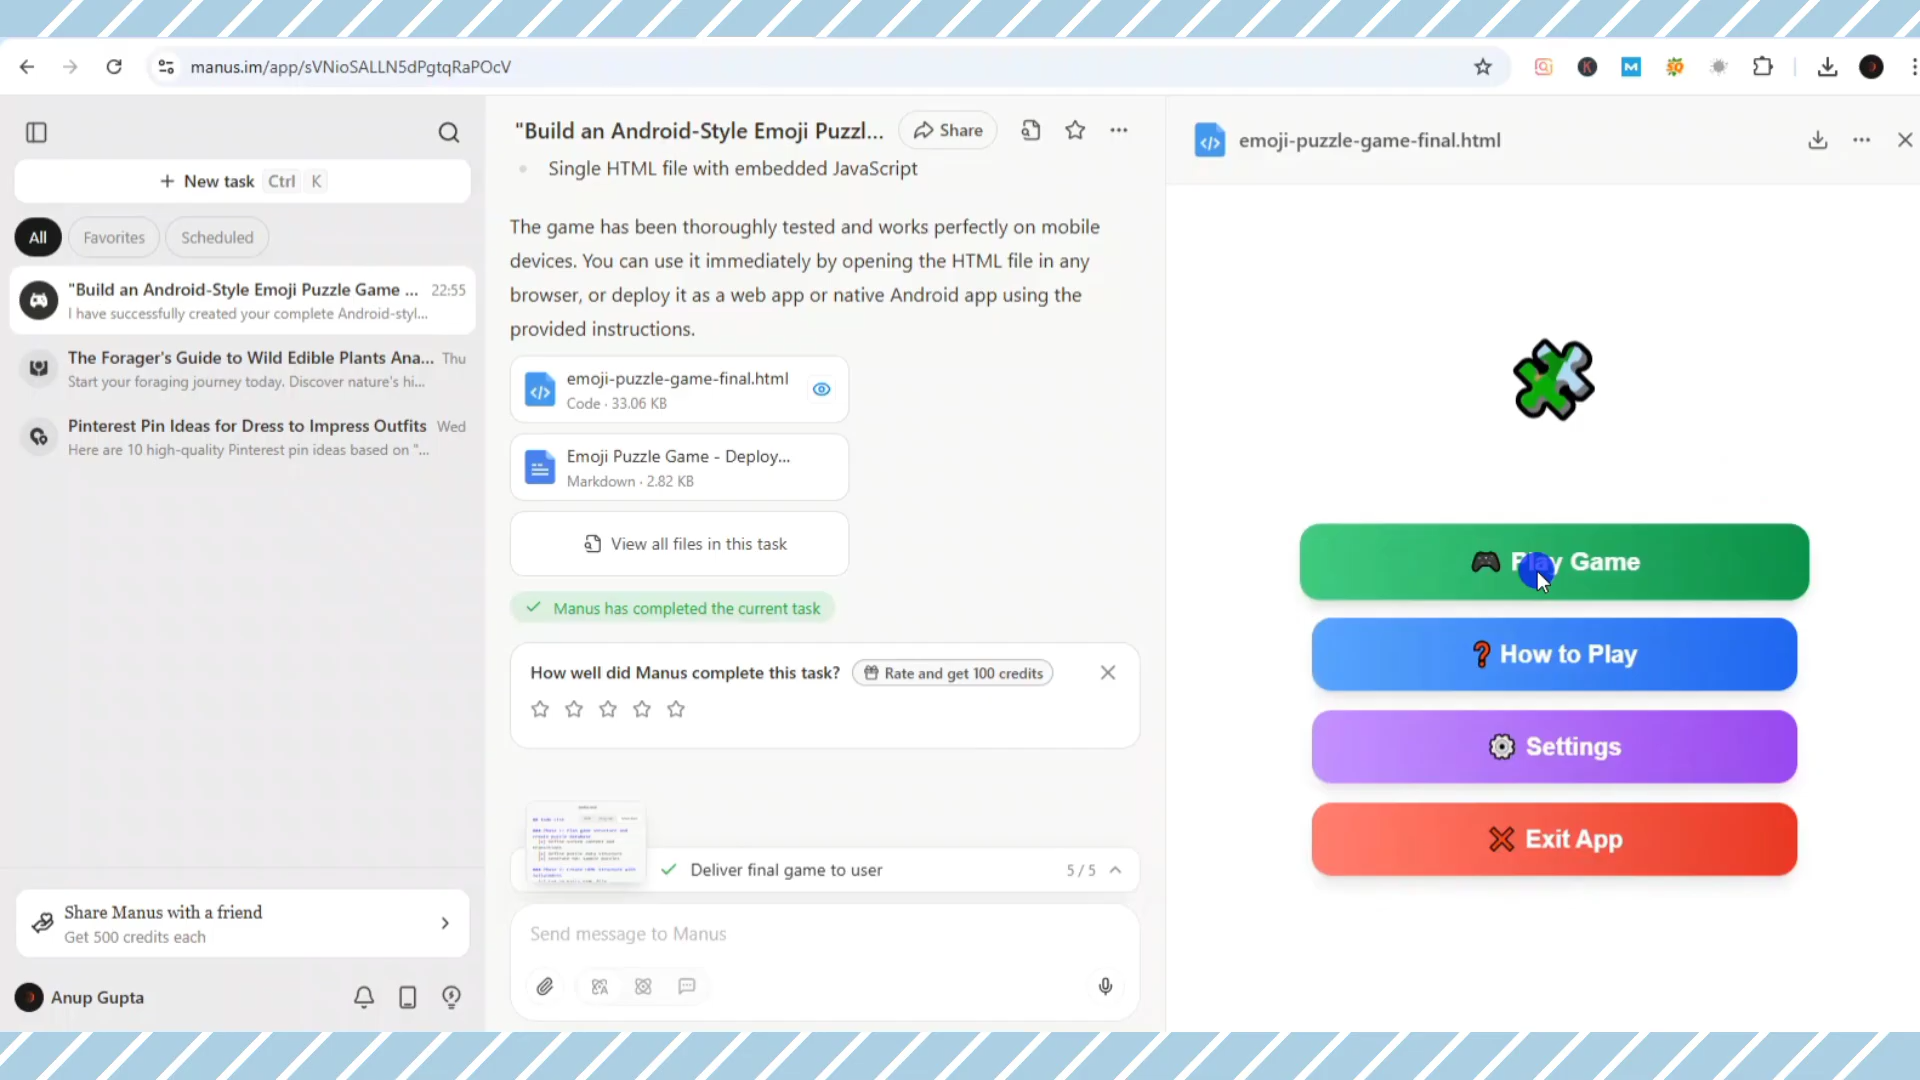 manus.im/app/sVNioSALLN5dPgtqRaPOcV
+ New task Ctrl K
All
Favorites
Scheduled
"Build an Android-Style Emoji Puzzle Game ... 22:55
I have successfully created your complete Android-styl...
The Forager's Guide to Wild Edible Plants Ana... Thu
Start your foraging journey today. Discover nature's hi...
Pinterest Pin Ideas for Dress to Impress Outfits Wed
Here are 10 high-quality Pinterest pin ideas based on "...
Share Manus with a friend
Get 500 credits each
Anup Gupta
"Build an Android-Style Emoji Puzzl...
Share
Single HTML file with embedded JavaScript
The game has been thoroughly tested and works perfectly on mobile
devices. You can use it immediately by opening the HTML file in any
browser, or deploy it as a web app or native Android app using the
provided instructions.
emoji-puzzle-game-final.html
Code · 33.06 KB
Emoji Puzzle Game - Deploy...
Markdown · 2.82 KB
View all files in this task
Manus has completed the current task
How well did Manus complete this task?
Rate and get 100 credits
Deliver final game to user 5 / 5
Send message to Manus
emoji-puzzle-game-final.html
Play Game
How to Play
Settings
Exit App